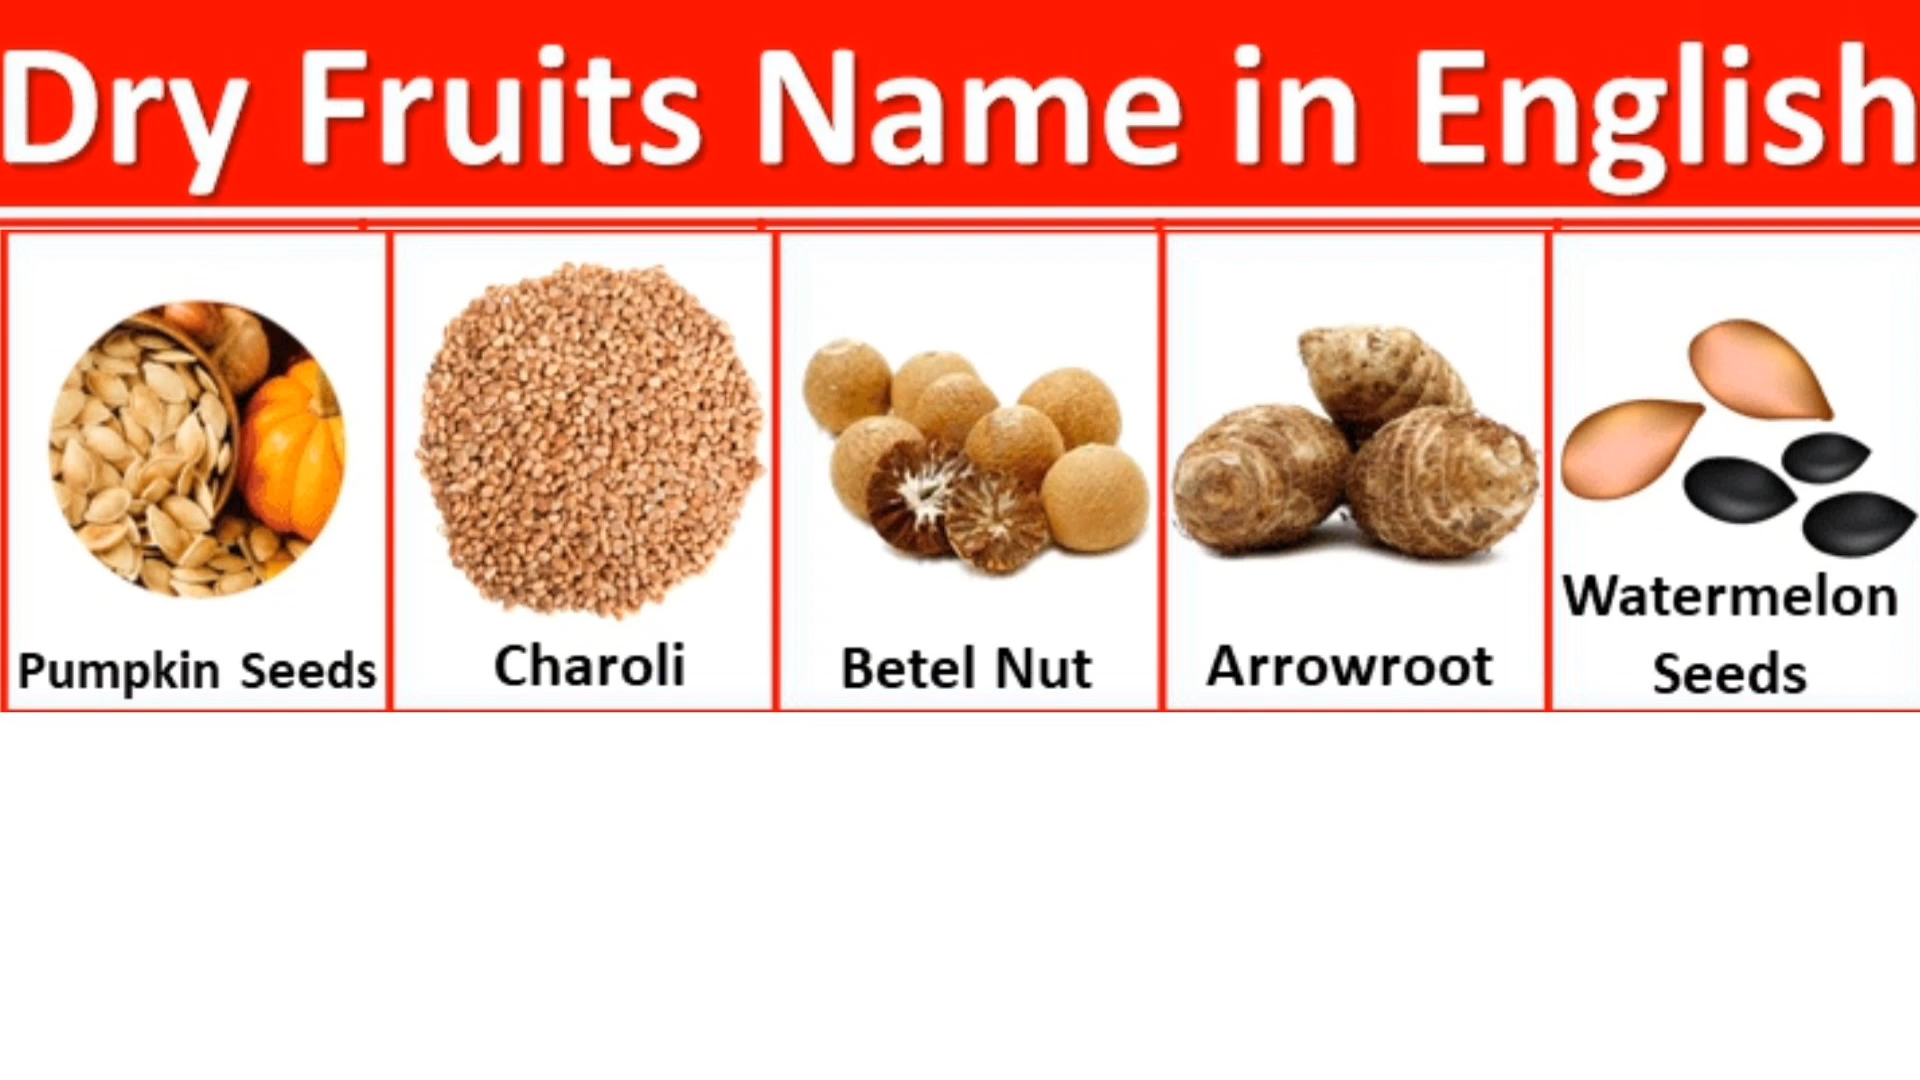 Dry Fruits Name in English
Pumpkin Seeds
Charoli
Betel Nut
Arrowroot
Watermelon
Seeds